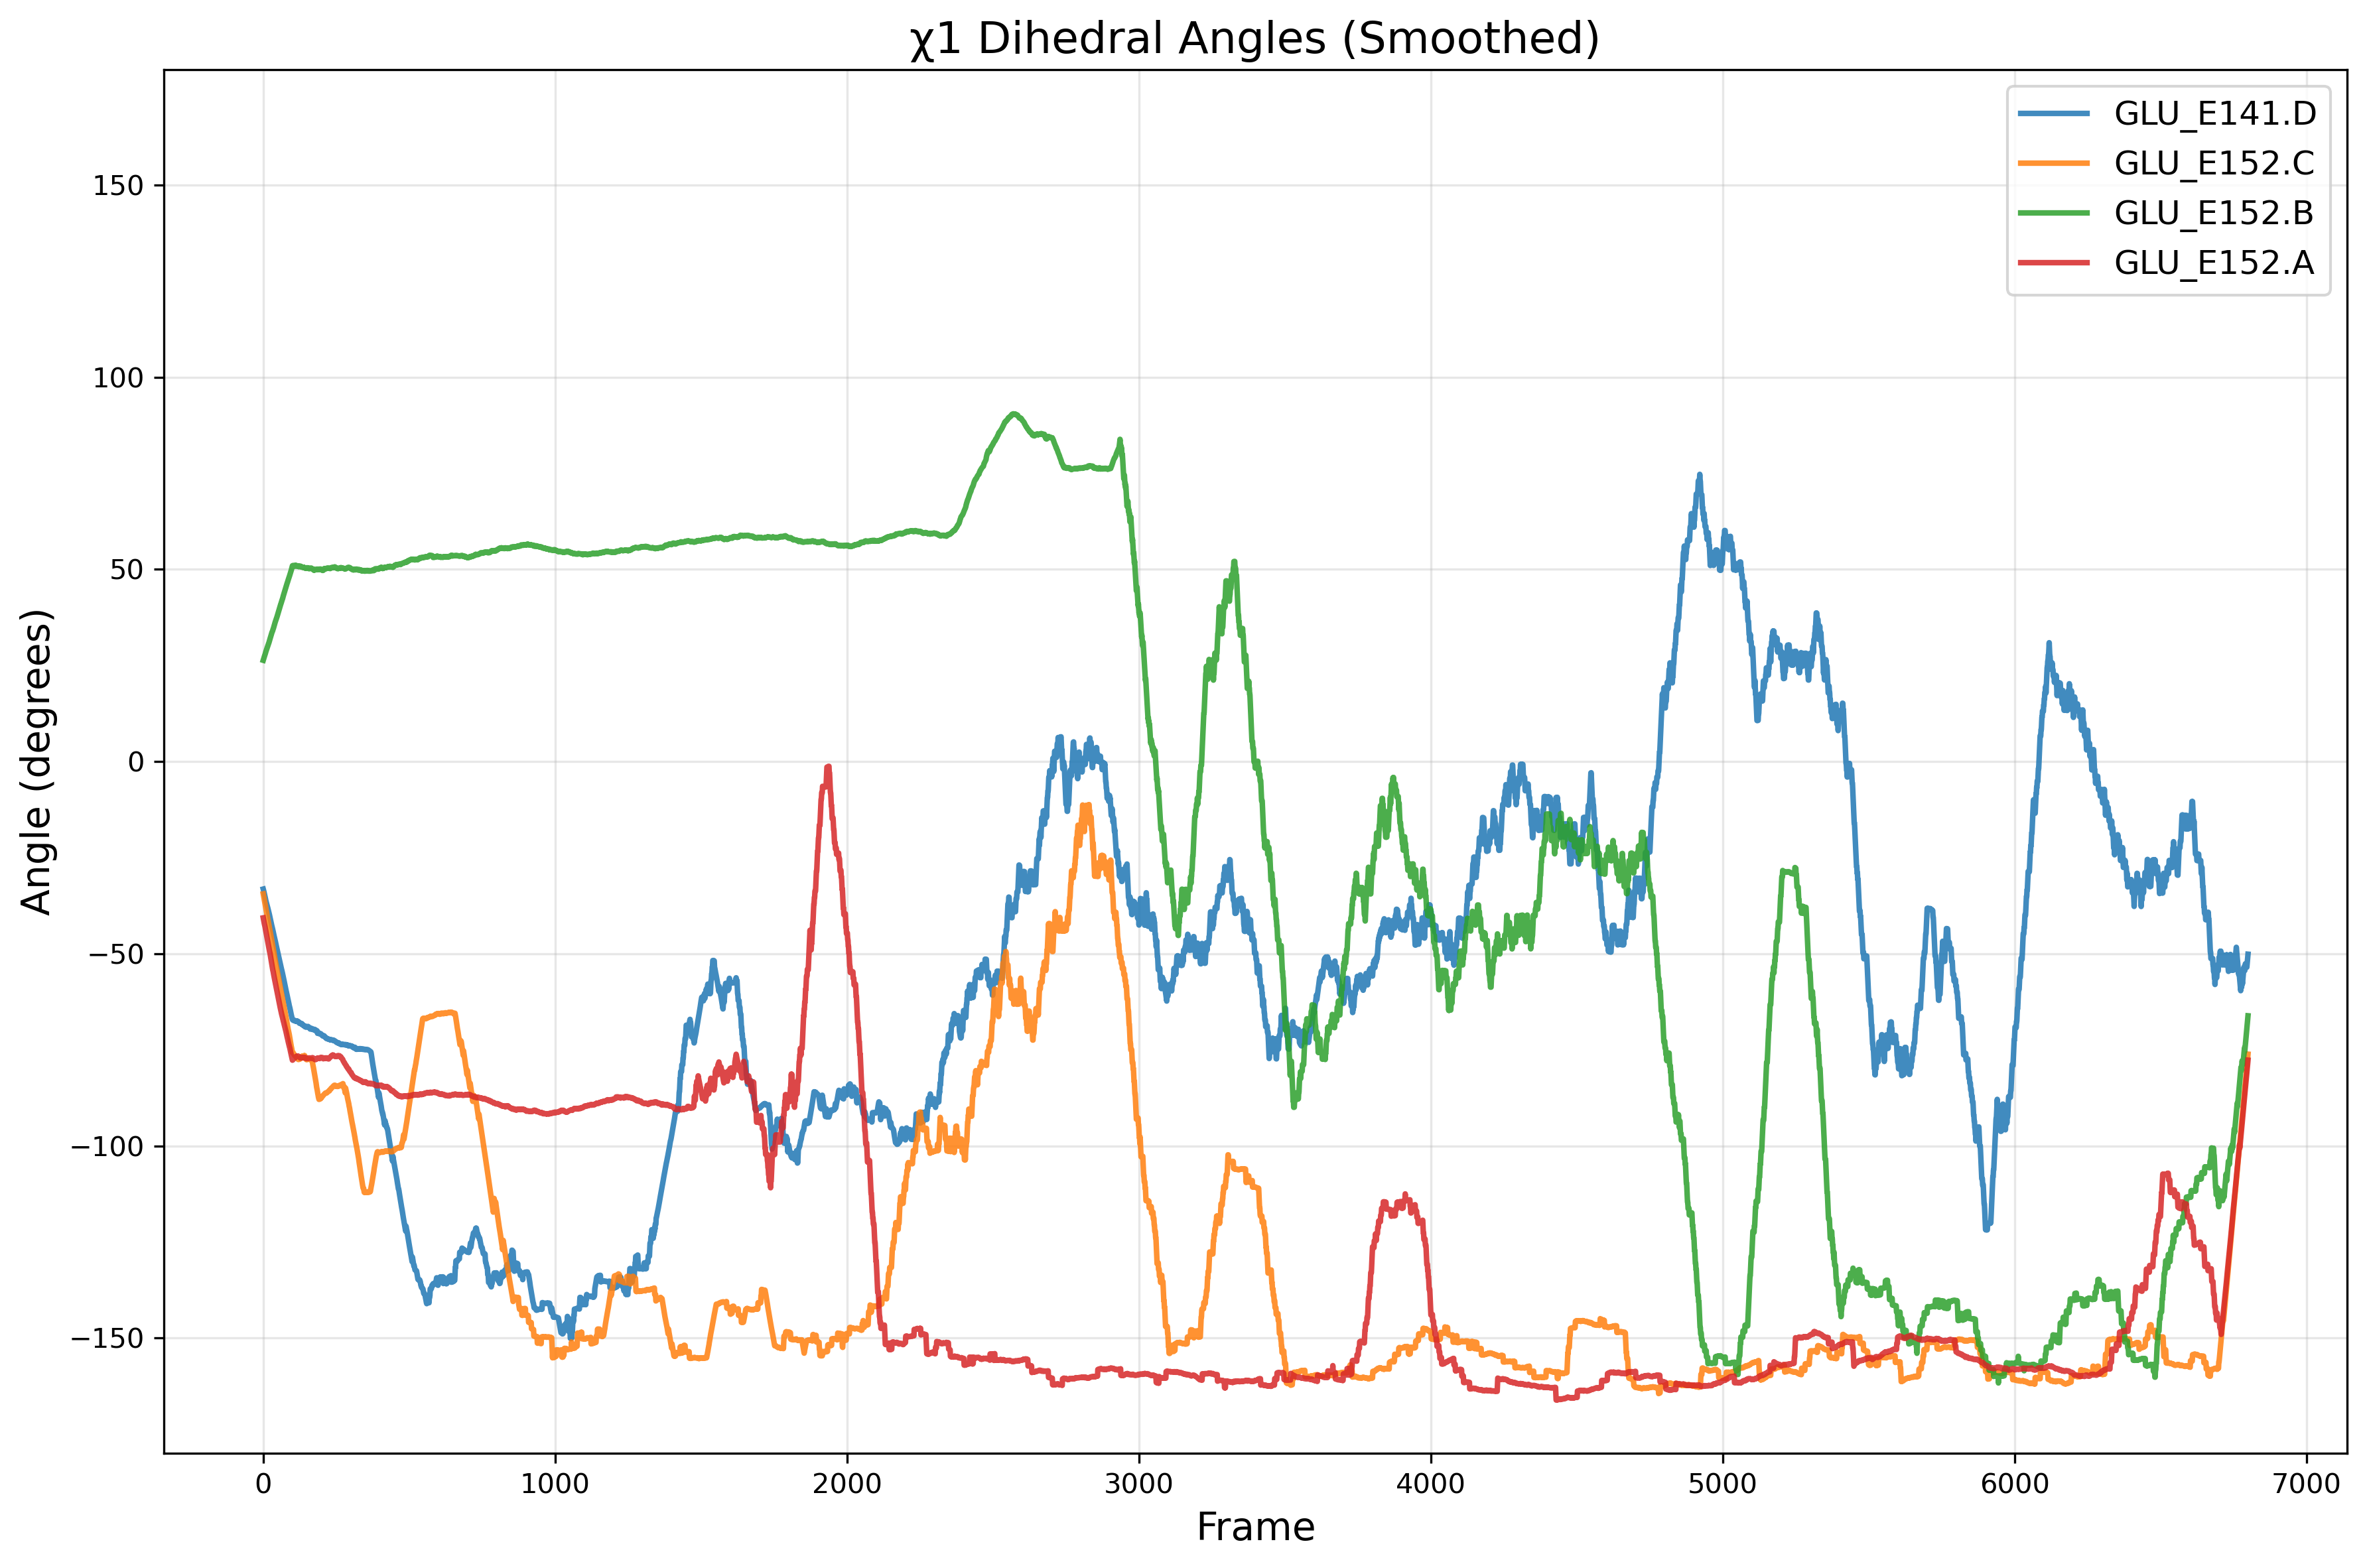 χ1 Dihedral Angles (Smoothed)
GLU_E141.D
GLU_E152.C
GLU_E152.B
GLU_E152.A
150
100
50
0
−50
−100
−150
Angle (degrees)
0 1000 2000 3000 4000 5000 6000 7000
Frame